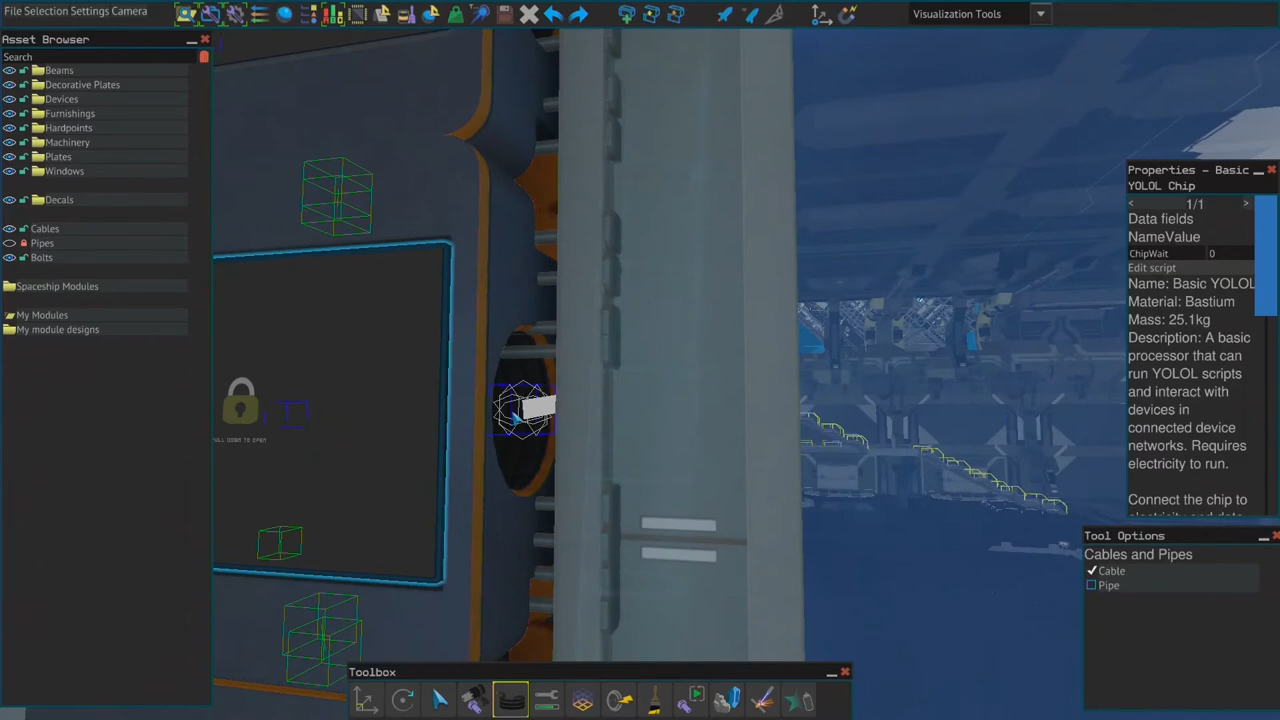 File Selection Settings Camera
Visualization Tools
Asset Browser
Search
Beams
Decorative Plates
Devices
Furnishings
Hardpoints
Machinery
Plates
Windows
Decals
Cables
Pipes
Bolts
Spaceship Modules
My Modules
My module designs
PULL DOWN TO OPEN
Properties - Basic
YOLOL Chip
< 1/1 >
Data fields
NameValue
ChipWait 0
Edit script
Name: Basic YOLOL
Material: Bastium
Mass: 25.1kg
Description: A basic
processor that can
run YOLOL scripts
and interact with
devices in
connected device
networks. Requires
electricity to run.
Connect the chip to
Tool Options
Cables and Pipes
Cable
Pipe
Toolbox